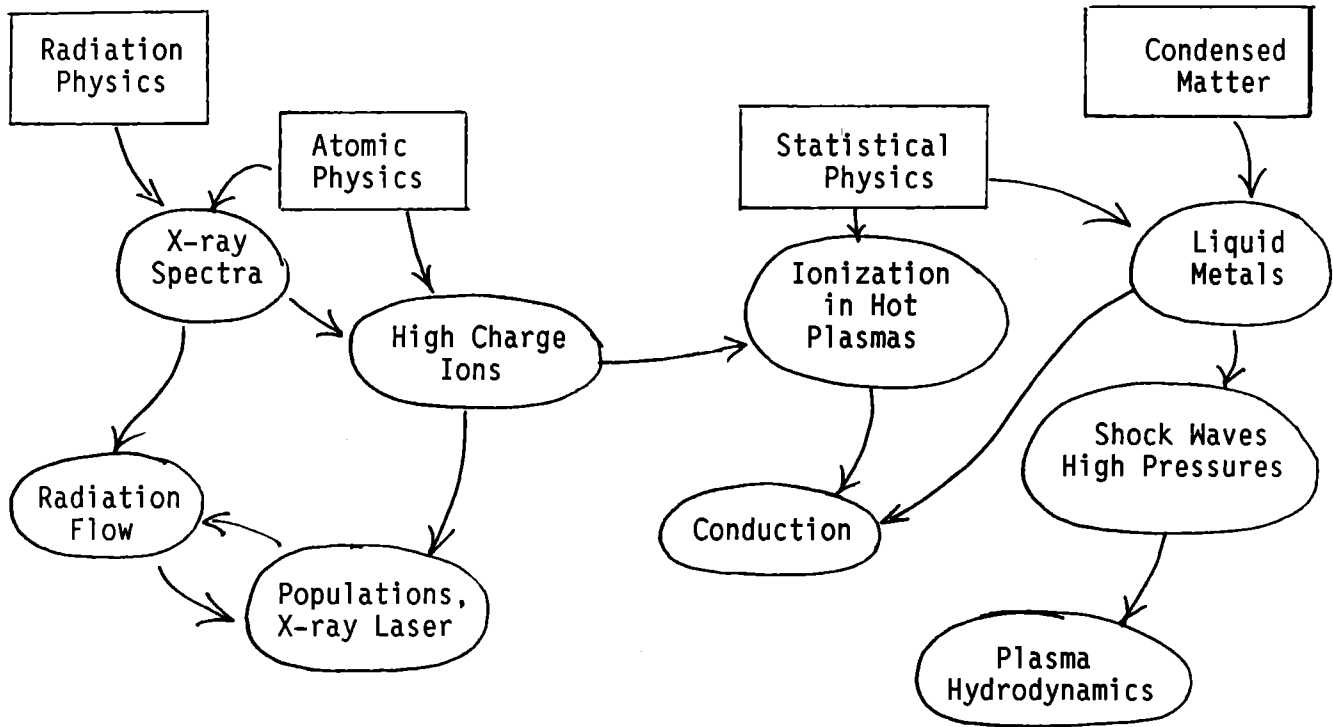 Radiation
Physics
Atomic
Physics
Statistical
Physics
Condensed
Matter
X-ray
Spectra
High Charge
Ions
Ionization
in Hot
Plasmas
Liquid
Metals
Radiation
Flow
Populations,
X-ray Laser
Conduction
Shock Waves
High Pressures
Plasma
Hydrodynamics